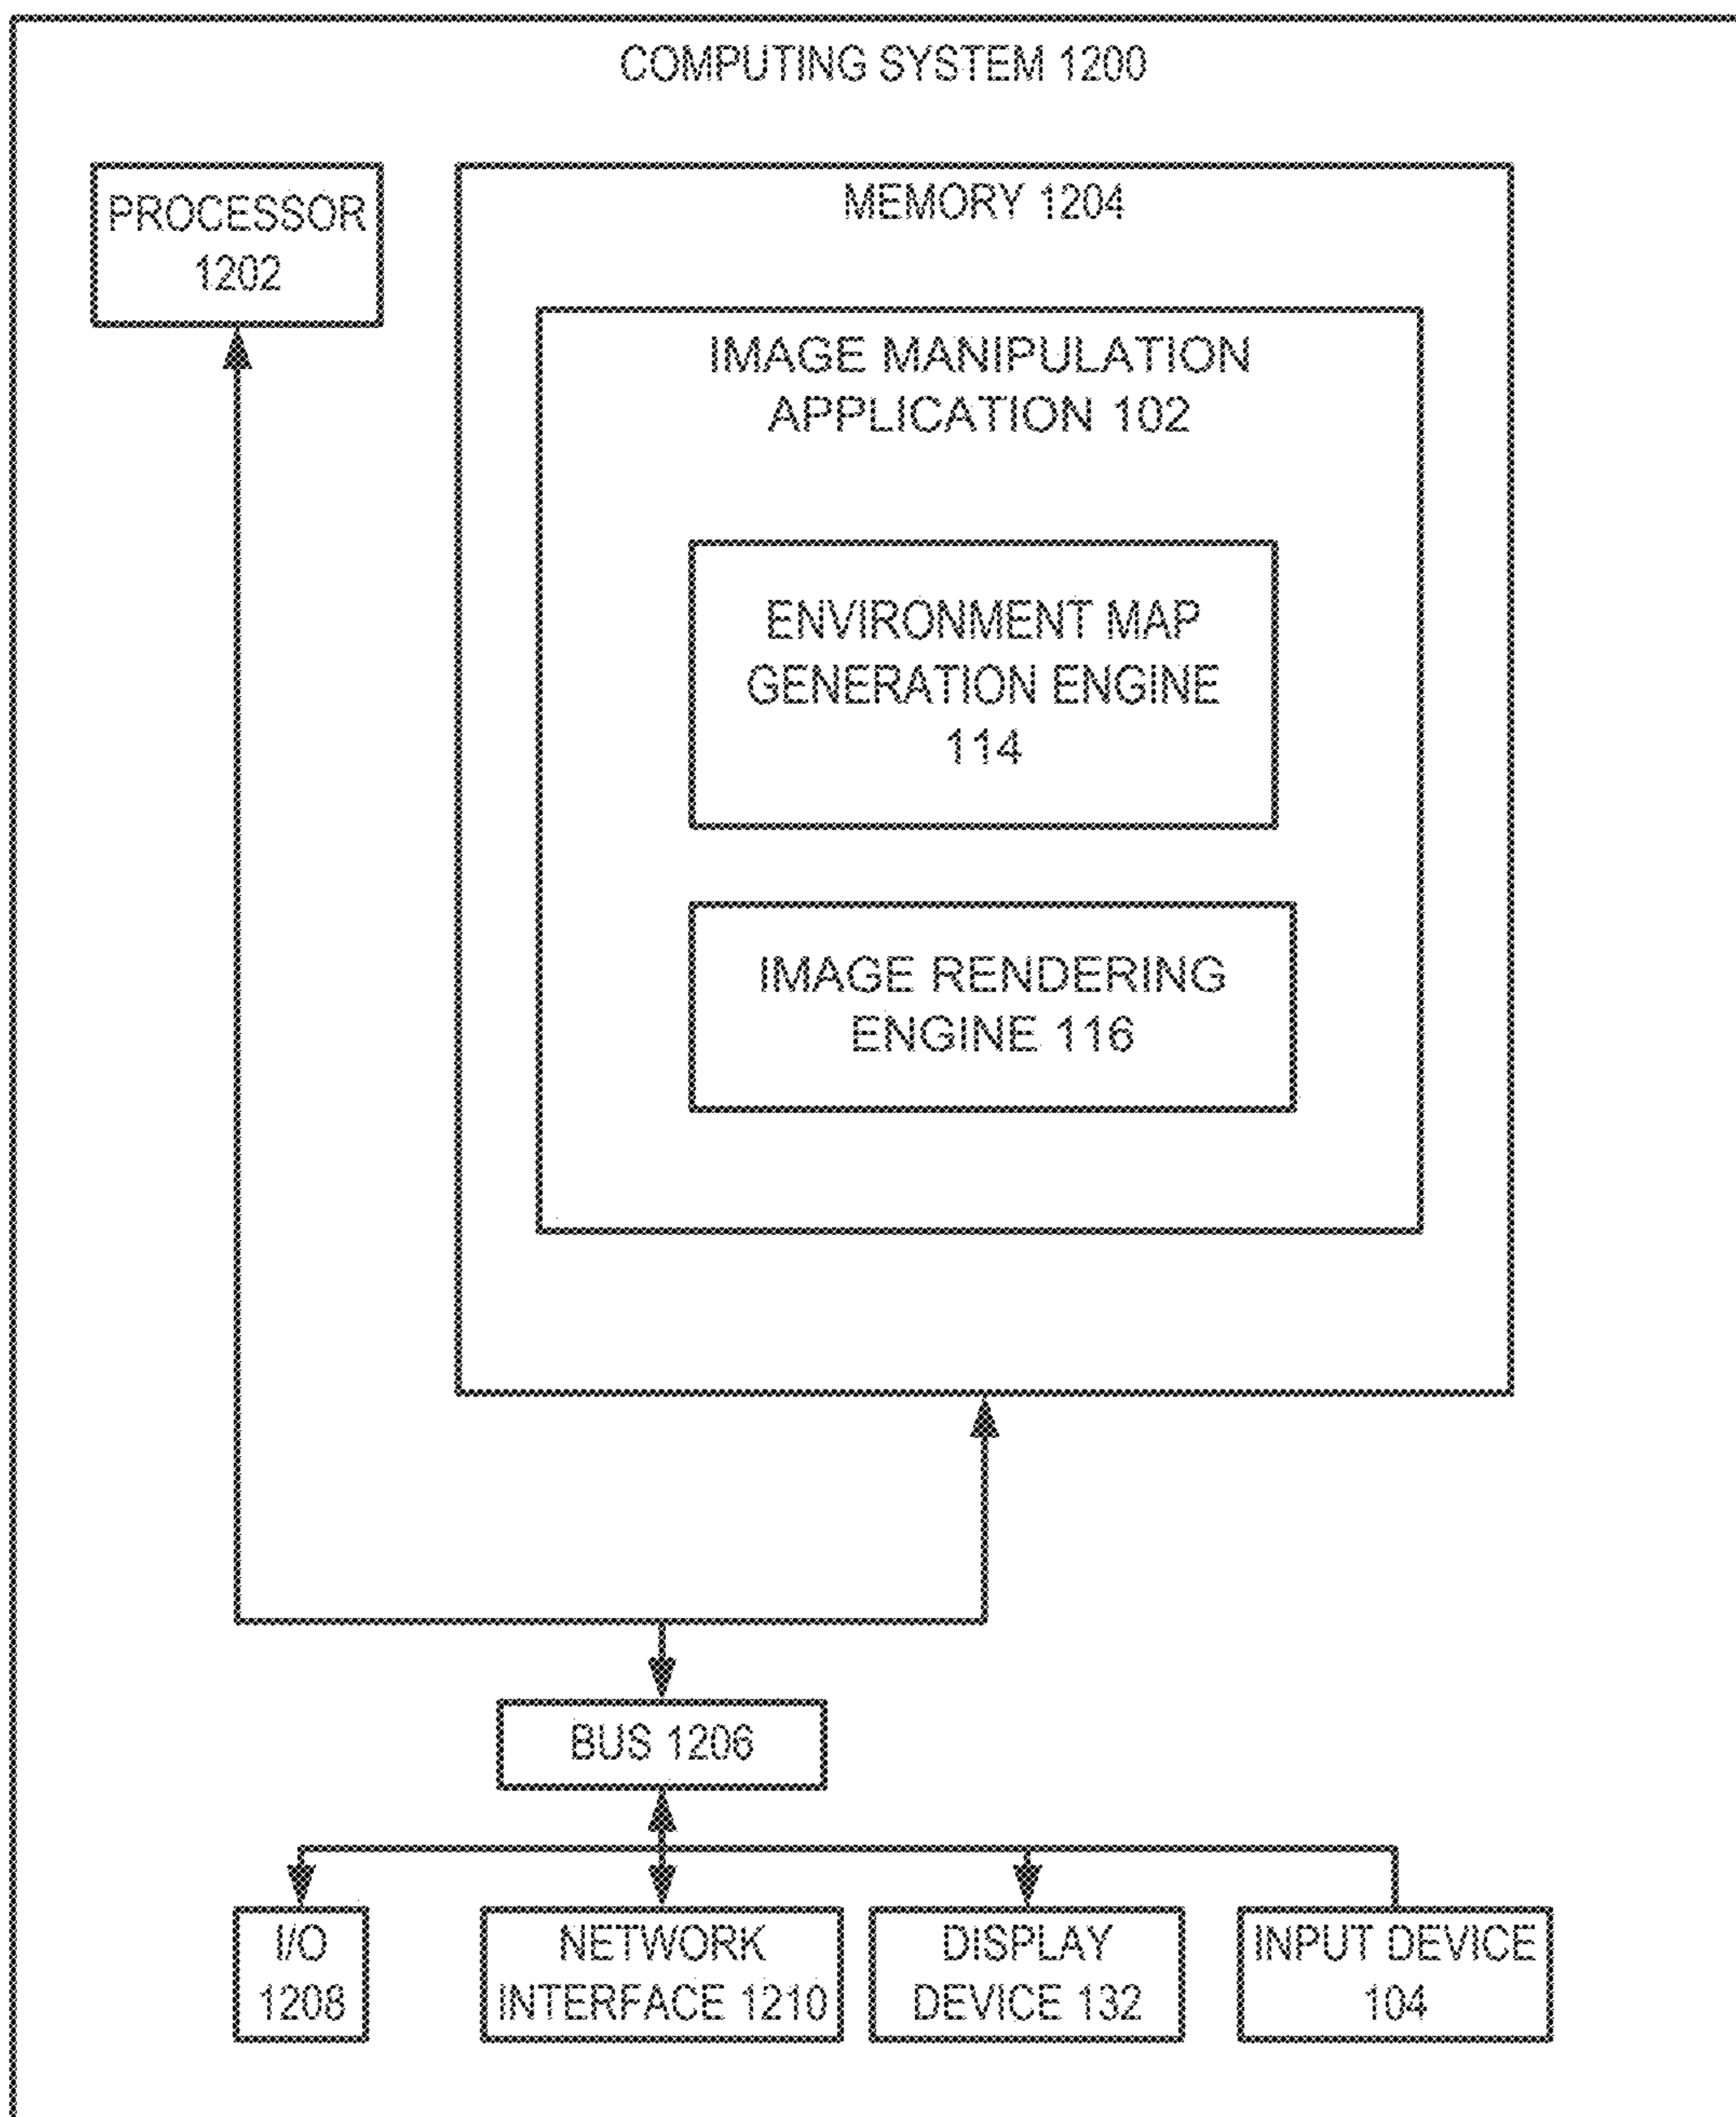 COMPUTING SYSTEM 1200
PROCESSOR
1202
MEMORY 1204
IMAGE MANIPULATION
APPLICATION 102
ENVIRONMENT MAP
GENERATION ENGINE
114
IMAGE RENDERING
ENGINE 116
BUS 1206
I/O
1208
NETWORK
INTERFACE 1210
DISPLAY
DEVICE 132
INPUT DEVICE
104